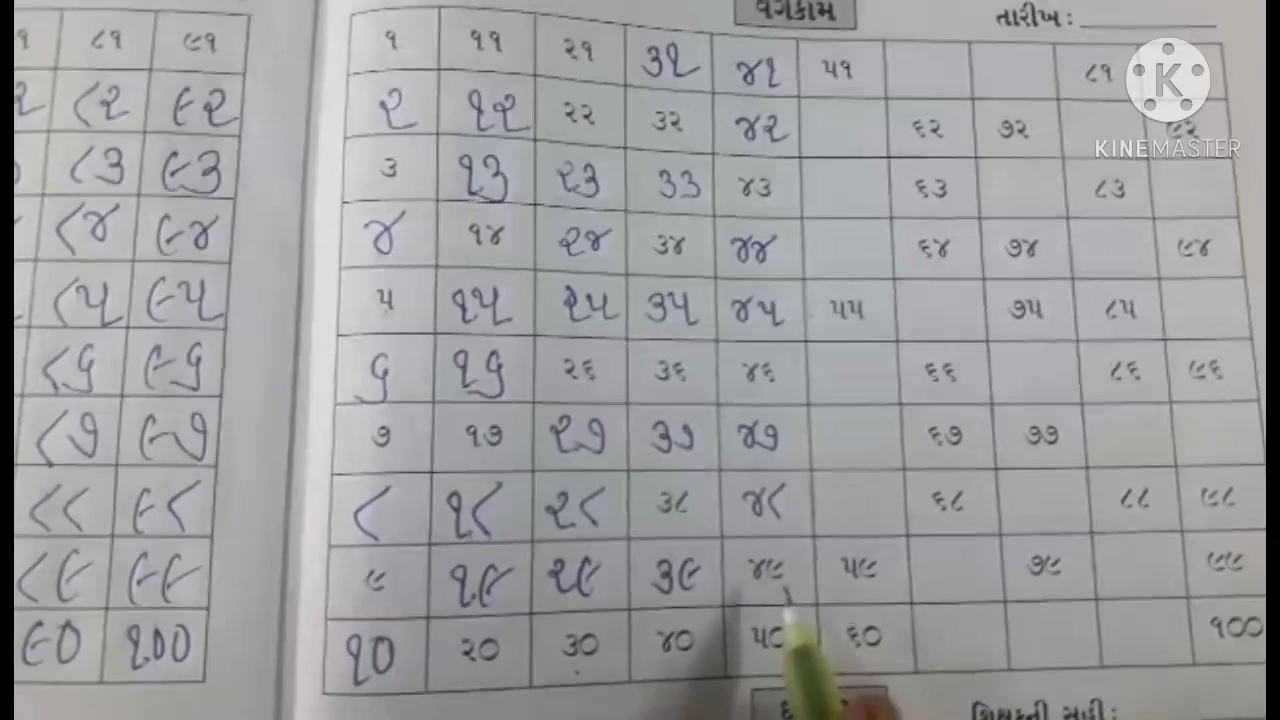 વર્ગકામ તારીખ:
૮૧ ૯૧ ૧ ૧૧ ૨૧ ૩૧ ૪૧ ૫૧ ૮૧
૮૨ ૯૨ ૨ ૧૨ ૨૨ ૩૨ ૪૨ ૬૨ ૭૨ ૯૨
KINEMASTER
૮૩ ૯૩ ૩ ૧૩ ૨૩ ૩૩ ૪૩ ૬૩ ૮૩
૮૪ ૯૪ ૪ ૧૪ ૨૪ ૩૪ ૪૪ ૬૪ ૭૪ ૯૪
૮૫ ૯૫ ૫ ૧૫ ૨૫ ૩૫ ૪૫ ૫૫ ૭૫ ૮૫
૮૬ ૯૬ ૬ ૧૬ ૨૬ ૩૬ ૪૬ ૬૬ ૮૬ ૯૬
૮૭ ૯૭ ૭ ૧૭ ૨૭ ૩૭ ૪૭ ૬૭ ૭૭
૮૮ ૯૮ ૮ ૧૮ ૨૮ ૩૮ ૪૮ ૬૮ ૮૮ ૯૮
૮૯ ૯૯ ૯ ૧૯ ૨૯ ૩૯ ૪૯ ૫૯ ૭૯ ૯૯
૯૦ ૧૦૦ ૧૦ ૨૦ ૩૦ ૪૦ ૫૦ ૬૦ ૧૦૦
શિક્ષકની સહી: